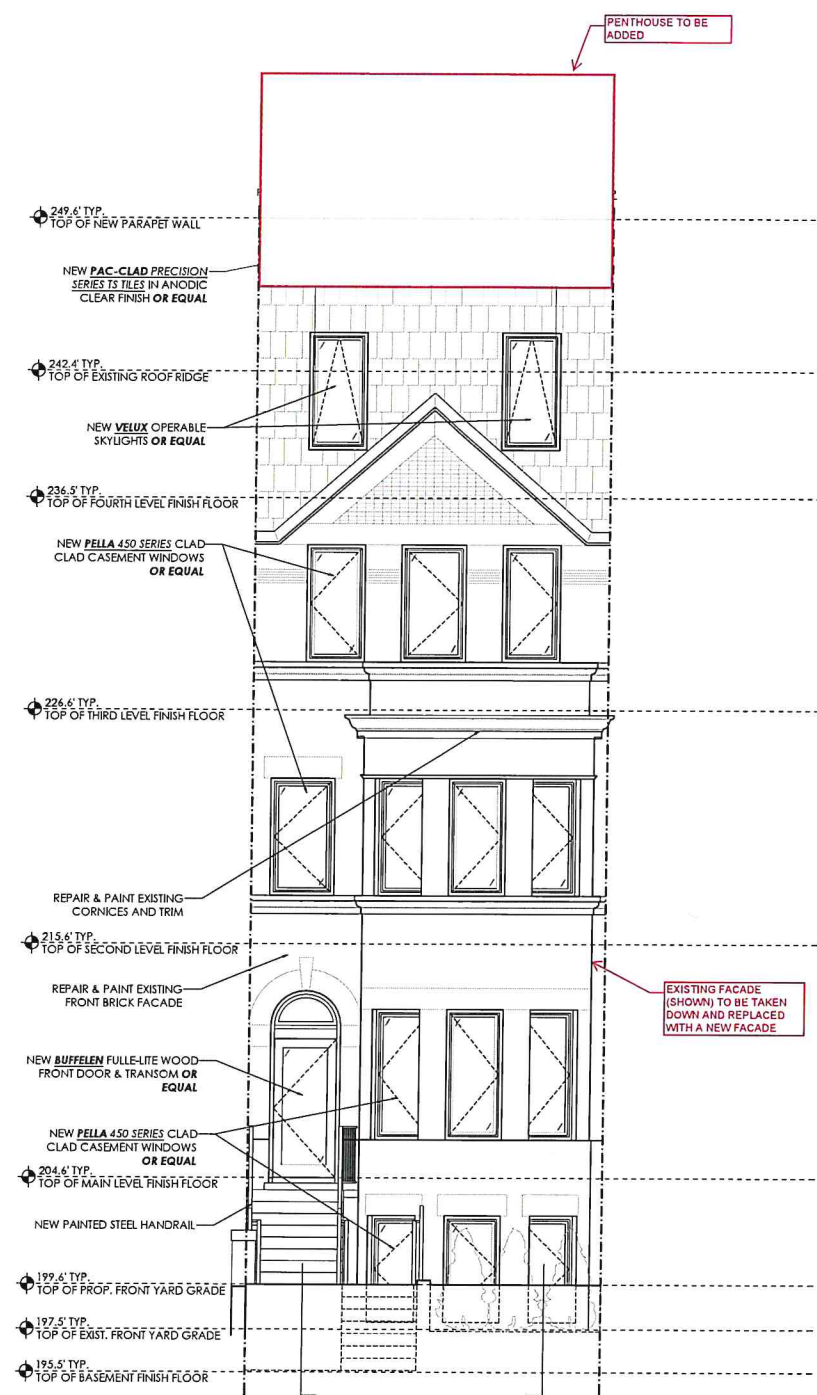 PENTHOUSE TO BE
ADDED
249.6' TYP.
TOP OF NEW PARAPET WALL
NEW PAC-CLAD PRECISION
SERIES TS TILES IN ANODIC
CLEAR FINISH OR EQUAL
242.4' TYP.
TOP OF EXISTING ROOF RIDGE
NEW VELUX OPERABLE
SKYLIGHTS OR EQUAL
236.5' TYP.
TOP OF FOURTH LEVEL FINISH FLOOR
NEW PELLA 450 SERIES CLAD
CLAD CASEMENT WINDOWS
OR EQUAL
226.6' TYP.
TOP OF THIRD LEVEL FINISH FLOOR
REPAIR & PAINT EXISTING
CORNICES AND TRIM
215.6' TYP.
TOP OF SECOND LEVEL FINISH FLOOR
REPAIR & PAINT EXISTING
FRONT BRICK FACADE
EXISTING FACADE
(SHOWN) TO BE TAKEN
DOWN AND REPLACED
WITH A NEW FACADE
NEW BUFFELEN FULLE-LITE WOOD
FRONT DOOR & TRANSOM OR
EQUAL
NEW PELLA 450 SERIES CLAD
CLAD CASEMENT WINDOWS
OR EQUAL
204.6' TYP.
TOP OF MAIN LEVEL FINISH FLOOR
NEW PAINTED STEEL HANDRAIL
199.6' TYP.
TOP OF PROP. FRONT YARD GRADE
197.5' TYP.
TOP OF EXIST. FRONT YARD GRADE
195.5' TYP.
TOP OF BASEMENT FINISH FLOOR